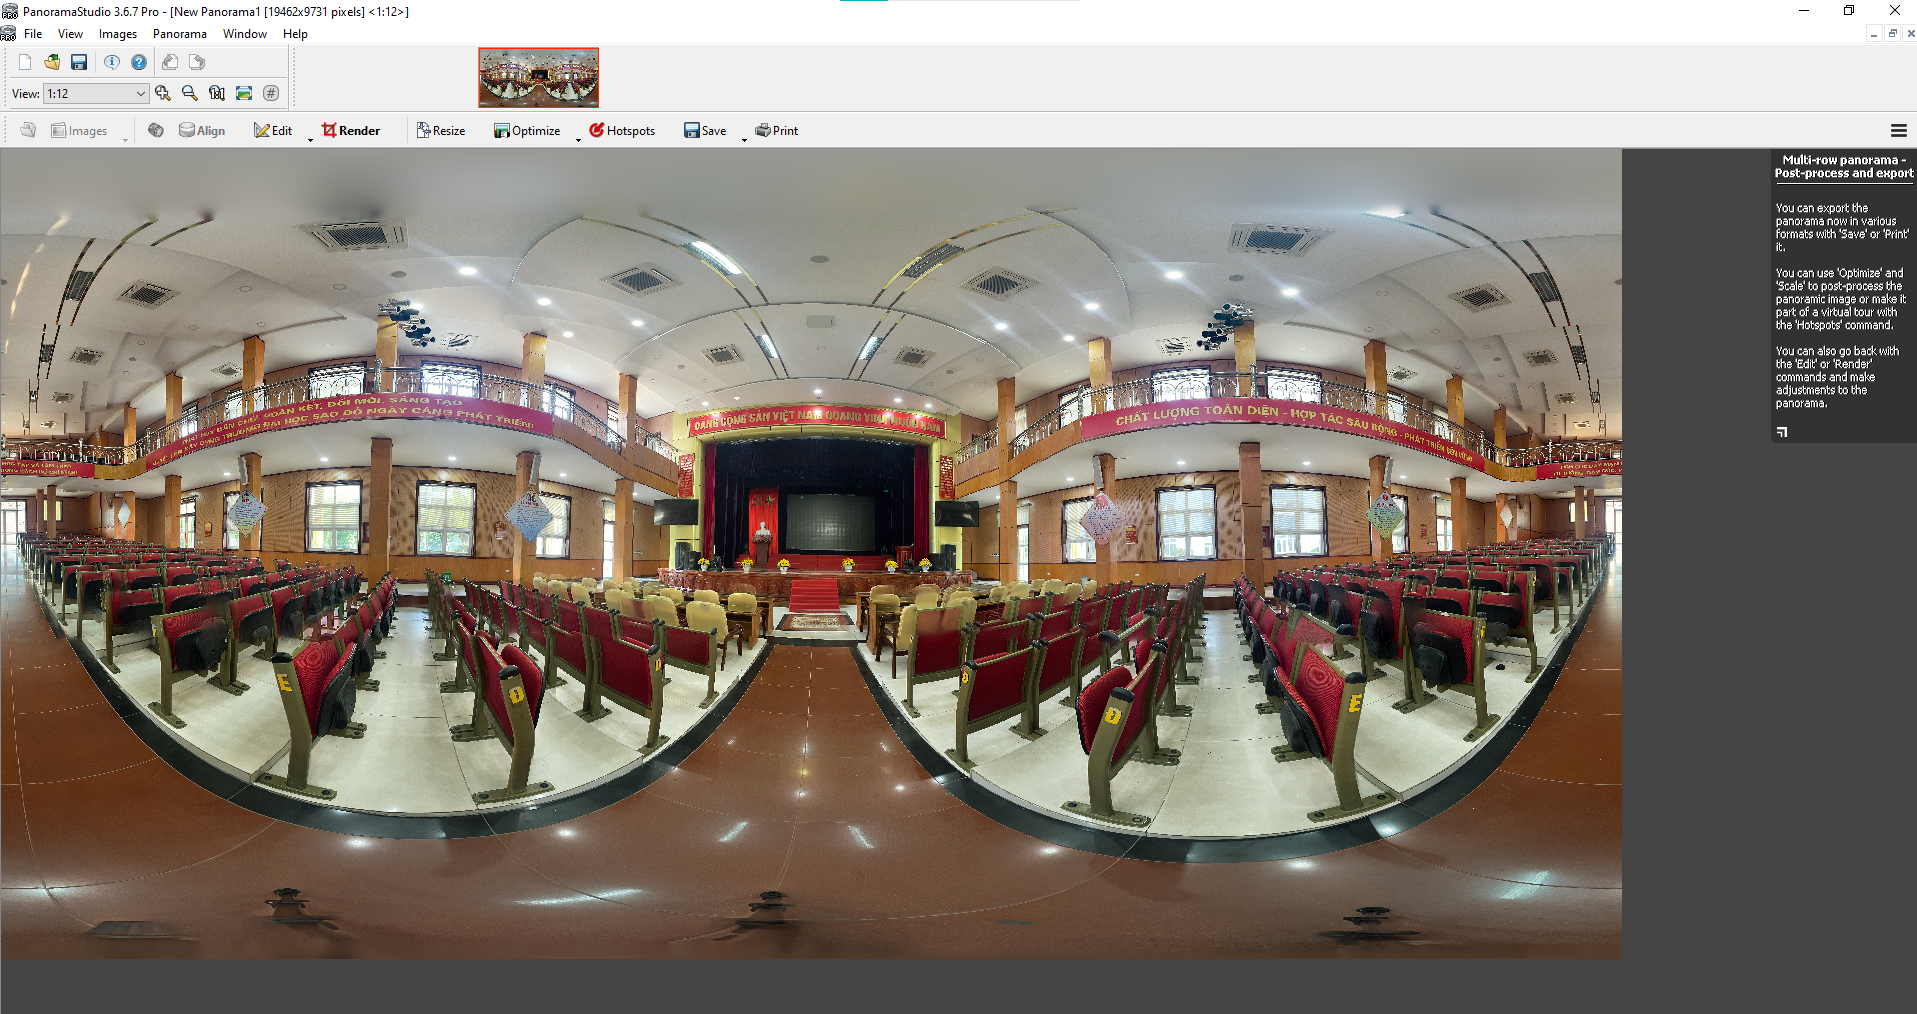 PanoramaStudio 3.6.7 Pro - [New Panorama1 [19462x9731 pixels] <1:12>]
File View Images Panorama Window Help
View: 1:12
Images Align Edit Render Resize Optimize Hotspots Save Print
Multi-row panorama -
Post-process and export
You can export the
panorama now in various
formats with 'Save' or 'Print'
it.
You can use 'Optimize' and
'Scale' to post-process the
panoramic image or make it
part of a virtual tour with
the 'Hotspots' command.
You can also go back with
the 'Edit' or 'Render'
commands and make
adjustments to the
panorama.
PHÁT HUY DÂN CHỦ, ĐOÀN KẾT, ĐỔI MỚI, SÁNG TẠO
XÂY DỰNG TRƯỜNG ĐẠI HỌC SAO ĐỎ NGÀY CÀNG PHÁT TRIỂN!
ĐẢNG CỘNG SẢN VIỆT NAM QUANG VINH MUÔN NĂM
CHẤT LƯỢNG TOÀN DIỆN - HỢP TÁC SÂU RỘNG - PHÁT TRIỂN BỀN VỮNG
E
Đ
D
D
Đ
E